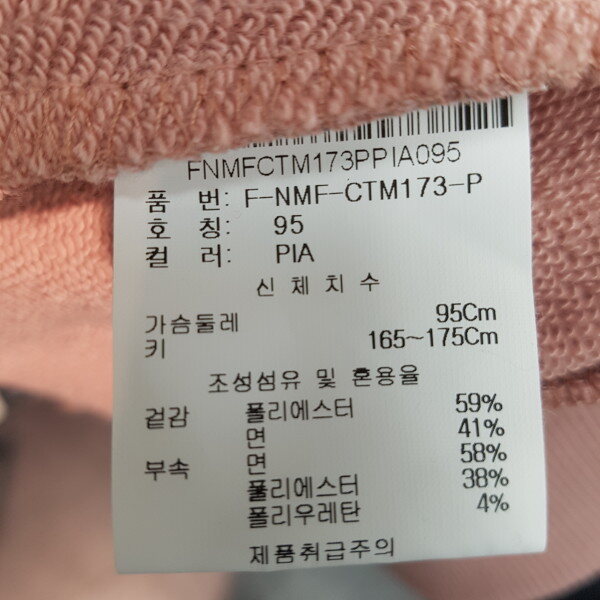 FNMFCTM173PPIA095
품 번: F-NMF-CTM173-P
호 칭: 95
컬 러: PIA
신체치수
가슴둘레 95Cm
키 165~175Cm
조성섬유 및 혼용율
겉감 폴리에스터 59%
면 41%
부속 면 58%
폴리에스터 38%
폴리우레탄 4%
제품취급주의